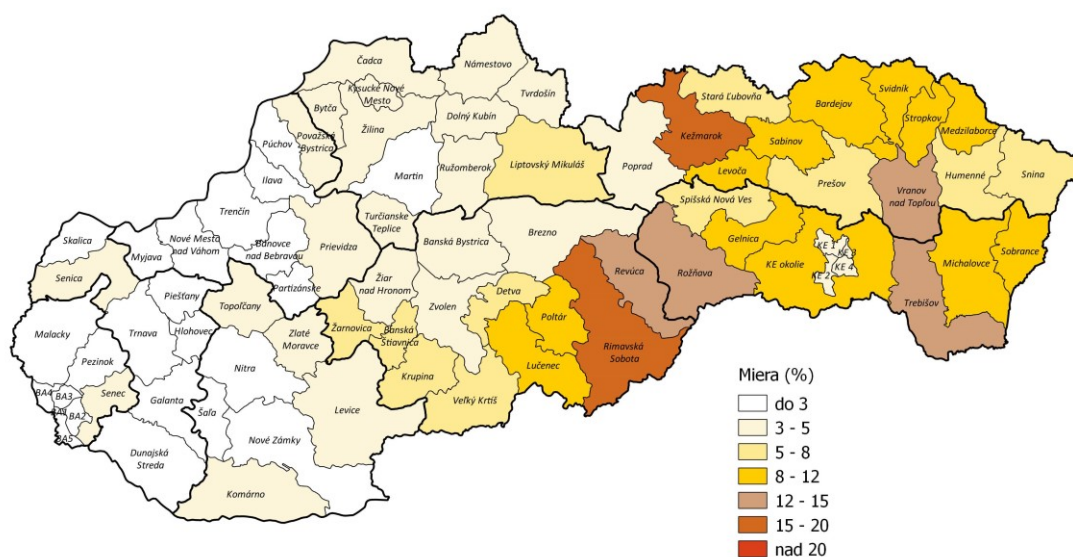 Čadca
Námestovo
Kysucké Nové
Mesto
Tvrdošín
Bytča
Dolný Kubín
Žilina
Považská
Bystrica
Púchov
Ružomberok
Liptovský Mikuláš
Martin
Ilava
Poprad
Kežmarok
Stará Ľubovňa
Sabinov
Levoča
Bardejov
Svidník
Stropkov
Medzilaborce
Prešov
Vranov
nad Topľou
Humenné
Snina
Trenčín
Turčianske
Teplice
Spišská Nová Ves
Skalica
Nové Mesto
nad Váhom
Bánovce
nad Bebravou
Prievidza
Banská Bystrica
Brezno
Gelnica
KE 1
KE 3
KE okolie
KE 2
KE 4
Michalovce
Sobrance
Myjava
Senica
Partizánske
Žiar
nad Hronom
Revúca
Rožňava
Piešťany
Topoľčany
Zvolen
Detva
Trebišov
Malacky
Trnava
Hlohovec
Zlaté
Moravce
Žarnovica
Banská
Štiavnica
Poltár
Rimavská
Sobota
Pezinok
Nitra
Krupina
Lučenec
BA4
BA3
BA1
BA2
BA5
Senec
Galanta
Šaľa
Levice
Veľký Krtíš
Dunajská
Streda
Nové Zámky
Komárno
Miera (%)
do 3
3 - 5
5 - 8
8 - 12
12 - 15
15 - 20
nad 20